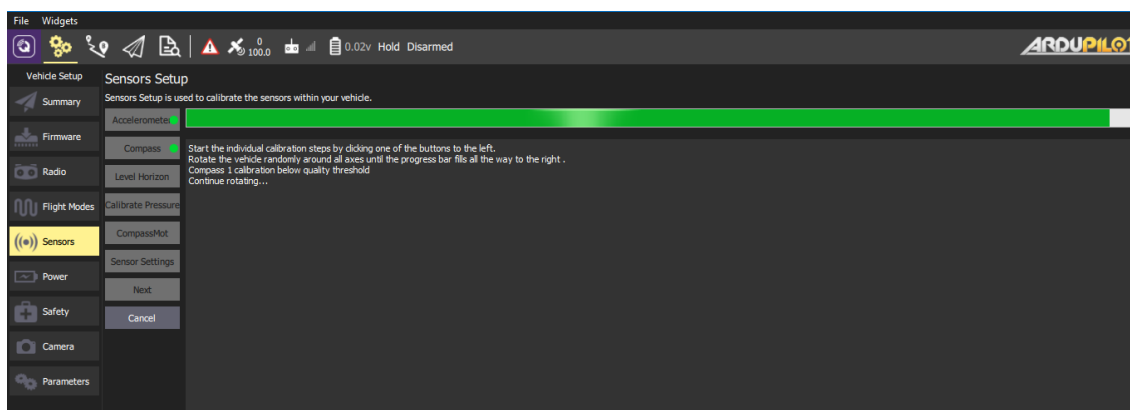 File Widgets
0
100.0
0.02v Hold Disarmed
ARDUPILOT
Vehicle Setup
Summary
Firmware
Radio
Flight Modes
Sensors
Power
Safety
Camera
Parameters
Sensors Setup
Sensors Setup is used to calibrate the sensors within your vehicle.
Accelerometer
Compass
Level Horizon
Calibrate Pressure
CompassMot
Sensor Settings
Next
Cancel
Start the individual calibration steps by clicking one of the buttons to the left.
Rotate the vehicle randomly around all axes until the progress bar fills all the way to the right .
Compass 1 calibration below quality threshold
Continue rotating...